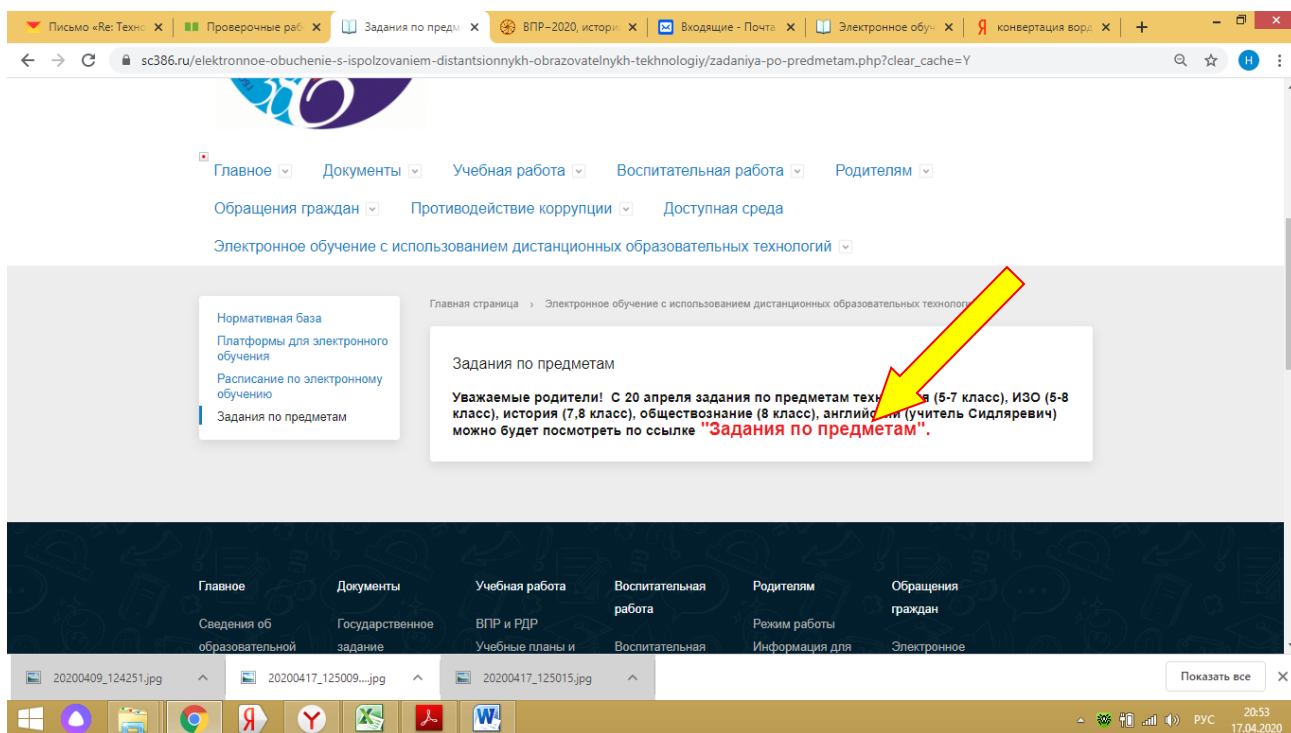 Письмо «Re: Техно
Проверочные раб
Задания по предм
ВПР–2020, истори
Входящие - Почта
Электронное обуч
конвертация ворд
sc386.ru/elektronnoe-obuchenie-s-ispolzovaniem-distantsionnykh-obrazovatelnykh-tekhnologiy/zadaniya-po-predmetam.php?clear_cache=Y
Н
Главное Документы Учебная работа Воспитательная работа Родителям
Обращения граждан Противодействие коррупции Доступная среда
Электронное обучение с использованием дистанционных образовательных технологий
Главная страница › Электронное обучение с использованием дистанционных образовательных
Нормативная база
Платформы для электронного
обучения
Расписание по электронному
обучению
Задания по предметам
Задания по предметам
Уважаемые родители! С 20 апреля задания по предметам (5-7 класс), ИЗО (5-8
класс), история (7,8 класс), обществознание (8 класс), (учитель Сидляревич)
можно будет посмотреть по ссылке "Задания по предметам".
Главное Документы Учебная работа Воспитательная Родителям Обращения
работа граждан
Сведения об Государственное ВПР и РДР Режим работы
образовательной задание Учебные планы и Воспитательная Информация для Электронное
20200409_124251.jpg 20200417_125009....jpg 20200417_125015.jpg Показать все
РУС 20:53
17.04.2020